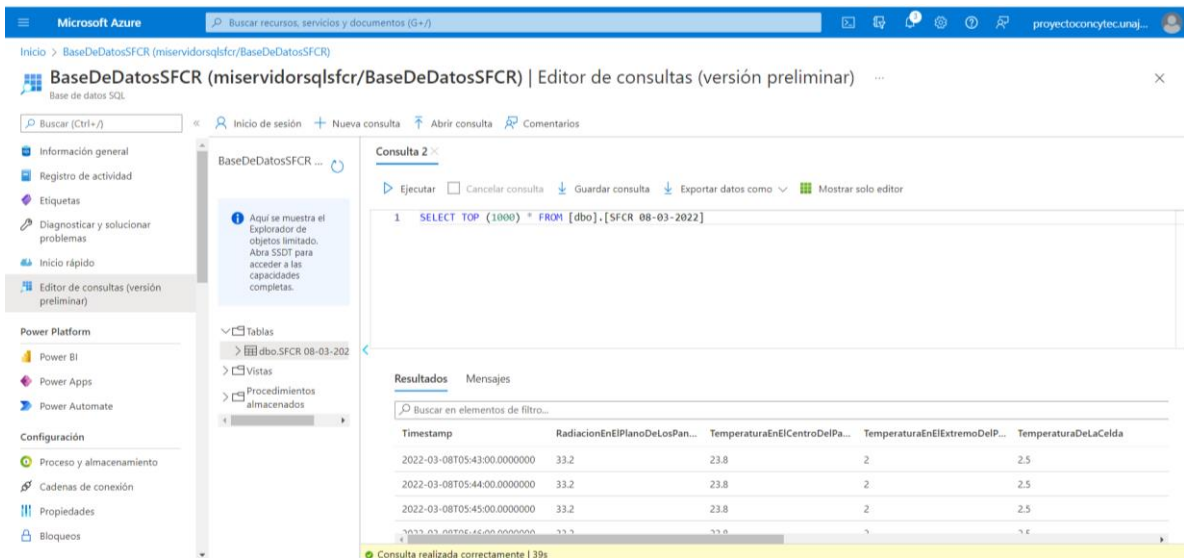 Microsoft Azure
Buscar recursos, servicios y documentos (G+/)
1
proyectoconcytec.unaj...
Inicio > BaseDeDatosSFCR (miservidorsqlsfcr/BaseDeDatosSFCR)
BaseDeDatosSFCR (miservidorsqlsfcr/BaseDeDatosSFCR) | Editor de consultas (versión preliminar) ...
Base de datos SQL
Buscar (Ctrl+/)
Inicio de sesión Nueva consulta Abrir consulta Comentarios
Información general
Registro de actividad
Etiquetas
Diagnosticar y solucionar
problemas
Inicio rápido
Editor de consultas (versión
preliminar)
Power Platform
Power BI
Power Apps
Power Automate
Configuración
Proceso y almacenamiento
Cadenas de conexión
Propiedades
Bloqueos
BaseDeDatosSFCR ...
Aquí se muestra el
Explorador de
objetos limitado.
Abra SSDT para
acceder a las
capacidades
completas.
Tablas
dbo.SFCR 08-03-202
Vistas
Procedimientos
almacenados
Consulta 2
Ejecutar Cancelar consulta Guardar consulta Exportar datos como Mostrar solo editor
1 SELECT TOP (1000) * FROM [dbo].[SFCR 08-03-2022]
Resultados Mensajes
Buscar en elementos de filtro...
Timestamp RadiacionEnElPlanoDeLosPan... TemperaturaEnElCentroDelPa... TemperaturaEnElExtremoDelP... TemperaturaDeLaCelda
2022-03-08T05:43:00.0000000 33.2 23.8 2 2.5
2022-03-08T05:44:00.0000000 33.2 23.8 2 2.5
2022-03-08T05:45:00.0000000 33.2 23.8 2 2.5
Consulta realizada correctamente | 39s